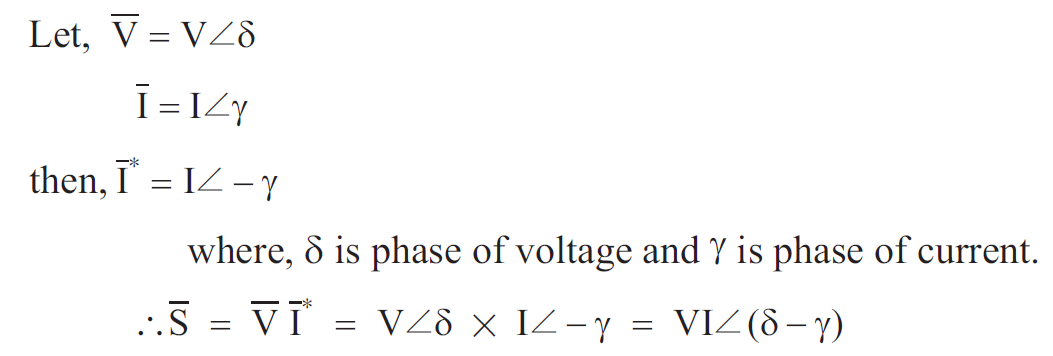 Let, V̅ = V∠δ
I̅ = I∠γ
then, I̅* = I∠ – γ
where, δ is phase of voltage and γ is phase of current.
∴ S̅ = V̅ I̅* = V∠δ × I∠ – γ = VI∠(δ – γ)